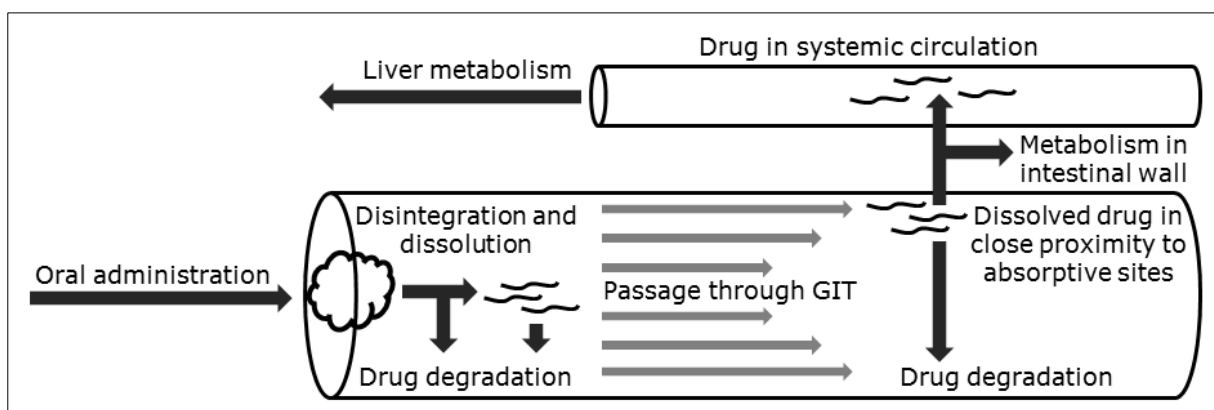 Drug in systemic circulation
Liver metabolism
Metabolism in
intestinal wall
Disintegration and
dissolution
Dissolved drug in
close proximity to
absorptive sites
Oral administration
Passage through GIT
Drug degradation
Drug degradation